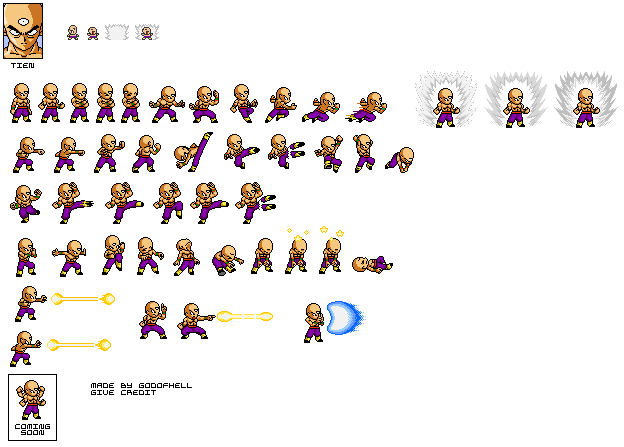 TIEN
MADE BY GODOFHELL
GIVE CREDIT
COMING
SOON